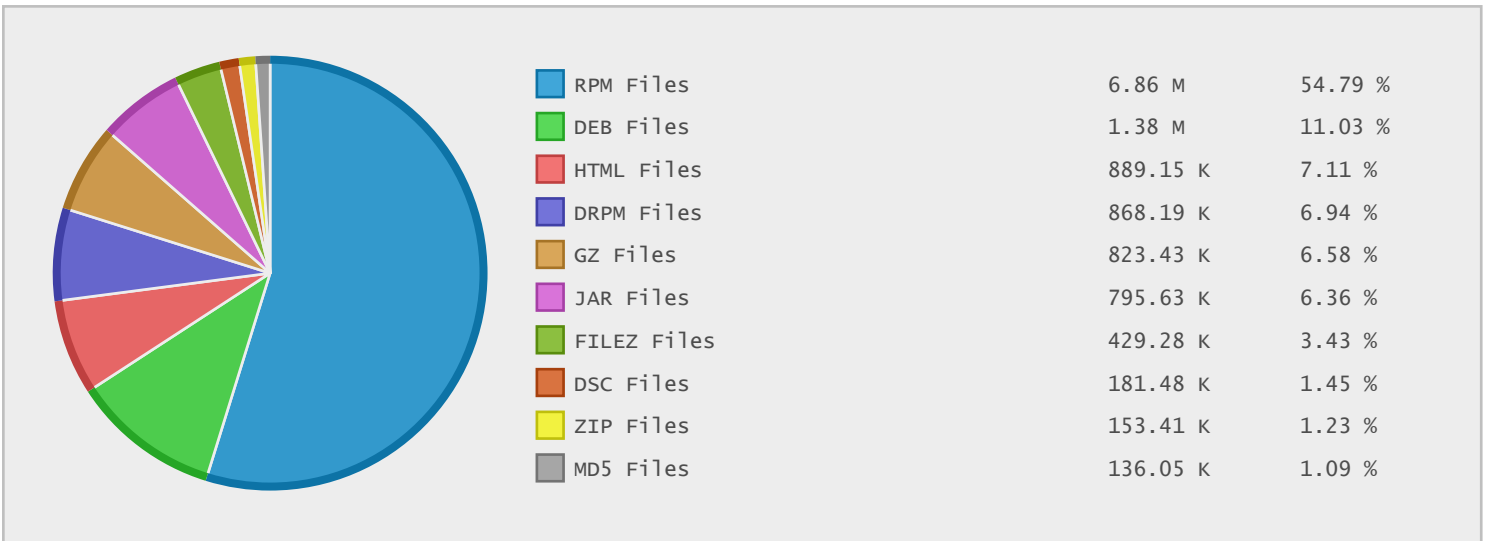 RPM Files 6.86 M 54.79 %
DEB Files 1.38 M 11.03 %
HTML Files 889.15 K 7.11 %
DRPM Files 868.19 K 6.94 %
GZ Files 823.43 K 6.58 %
JAR Files 795.63 K 6.36 %
FILEZ Files 429.28 K 3.43 %
DSC Files 181.48 K 1.45 %
ZIP Files 153.41 K 1.23 %
MD5 Files 136.05 K 1.09 %